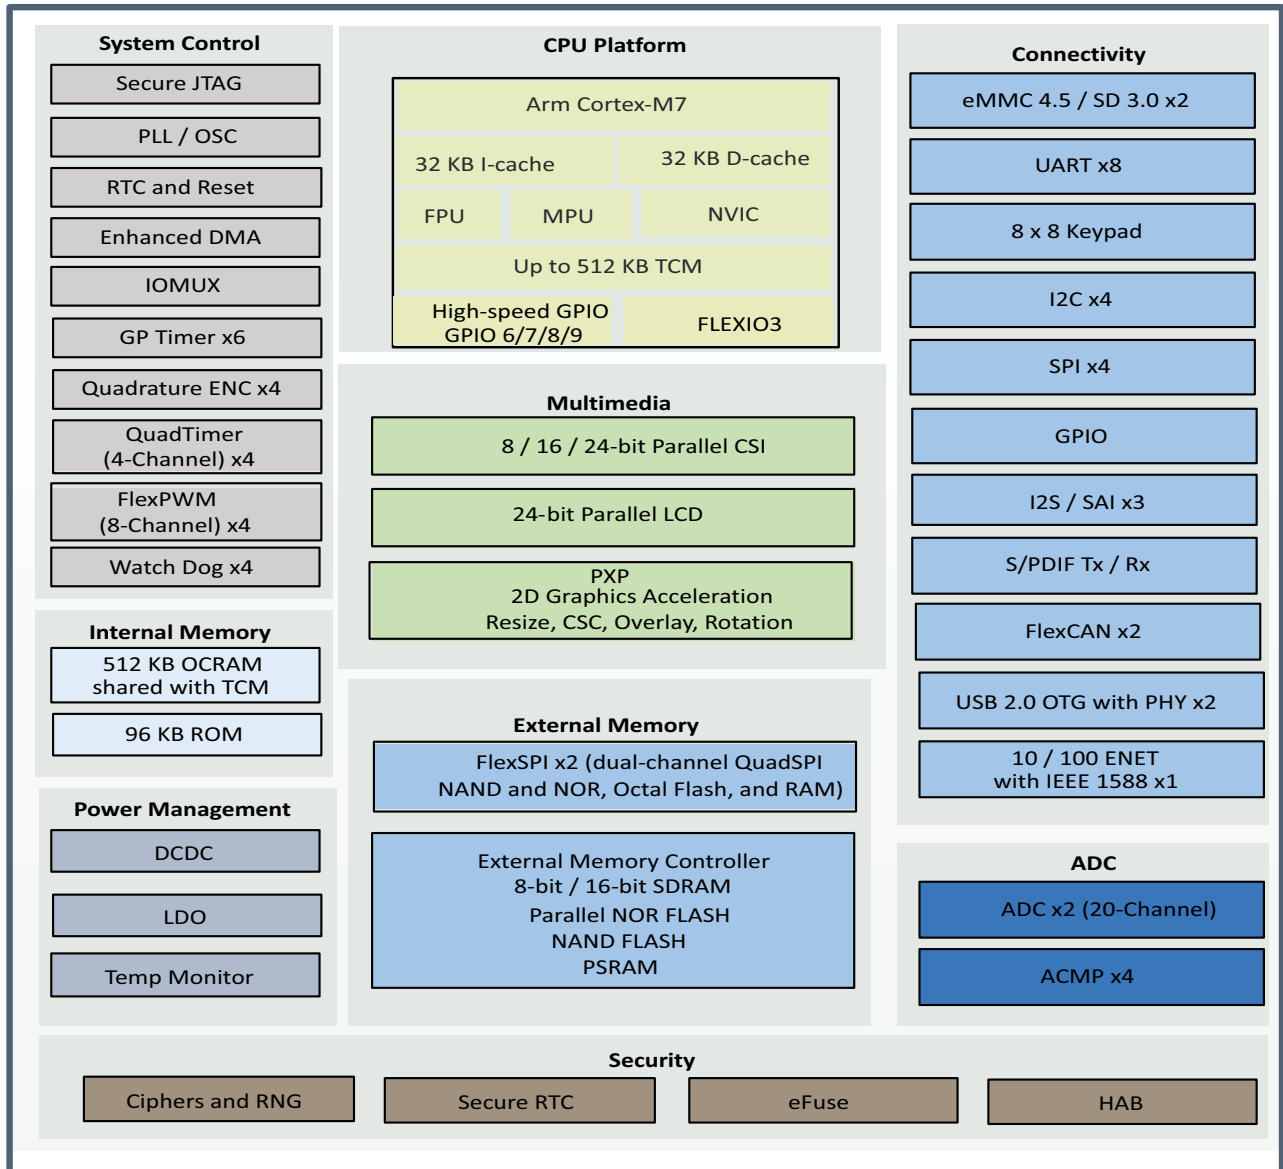 System Control
Secure JTAG
PLL / OSC
RTC and Reset
Enhanced DMA
IOMUX
GP Timer x6
Quadrature ENC x4
QuadTimer
(4-Channel) x4
FlexPWM
(8-Channel) x4
Watch Dog x4
Internal Memory
512 KB OCRAM
shared with TCM
96 KB ROM
Power Management
DCDC
LDO
Temp Monitor
CPU Platform
Arm Cortex-M7
32 KB I-cache
32 KB D-cache
FPU
MPU
NVIC
Up to 512 KB TCM
High-speed GPIO
GPIO 6/7/8/9
FLEXIO3
Multimedia
8 / 16 / 24-bit Parallel CSI
24-bit Parallel LCD
PXP
2D Graphics Acceleration
Resize, CSC, Overlay, Rotation
External Memory
FlexSPI x2 (dual-channel QuadSPI
NAND and NOR, Octal Flash, and RAM)
External Memory Controller
8-bit / 16-bit SDRAM
Parallel NOR FLASH
NAND FLASH
PSRAM
Connectivity
eMMC 4.5 / SD 3.0 x2
UART x8
8 x 8 Keypad
I2C x4
SPI x4
GPIO
I2S / SAI x3
S/PDIF Tx / Rx
FlexCAN x2
USB 2.0 OTG with PHY x2
10 / 100 ENET
with IEEE 1588 x1
ADC
ADC x2 (20-Channel)
ACMP x4
Security
Ciphers and RNG
Secure RTC
eFuse
HAB